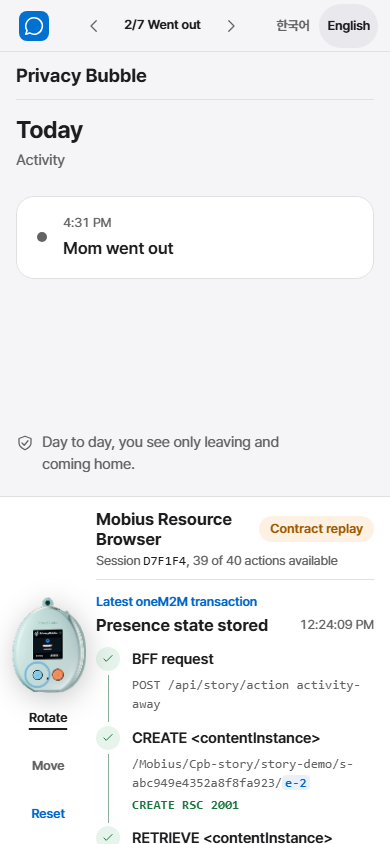 2/7 Went out
한국어
English
Privacy Bubble
Today
Activity
4:31 PM
Mom went out
Day to day, you see only leaving and
coming home.
Mobius Resource
Browser
Contract replay
Session D7F1F4, 39 of 40 actions available
Latest oneM2M transaction
Presence state stored
12:24:09 PM
BFF request
POST /api/story/action activity-
away
CREATE <contentInstance>
/Mobius/Cpb-story/story-demo/s-
abc949e4352a8f8fa923/e-2
CREATE RSC 2001
RETRIEVE <contentInstance>
Rotate
Move
Reset